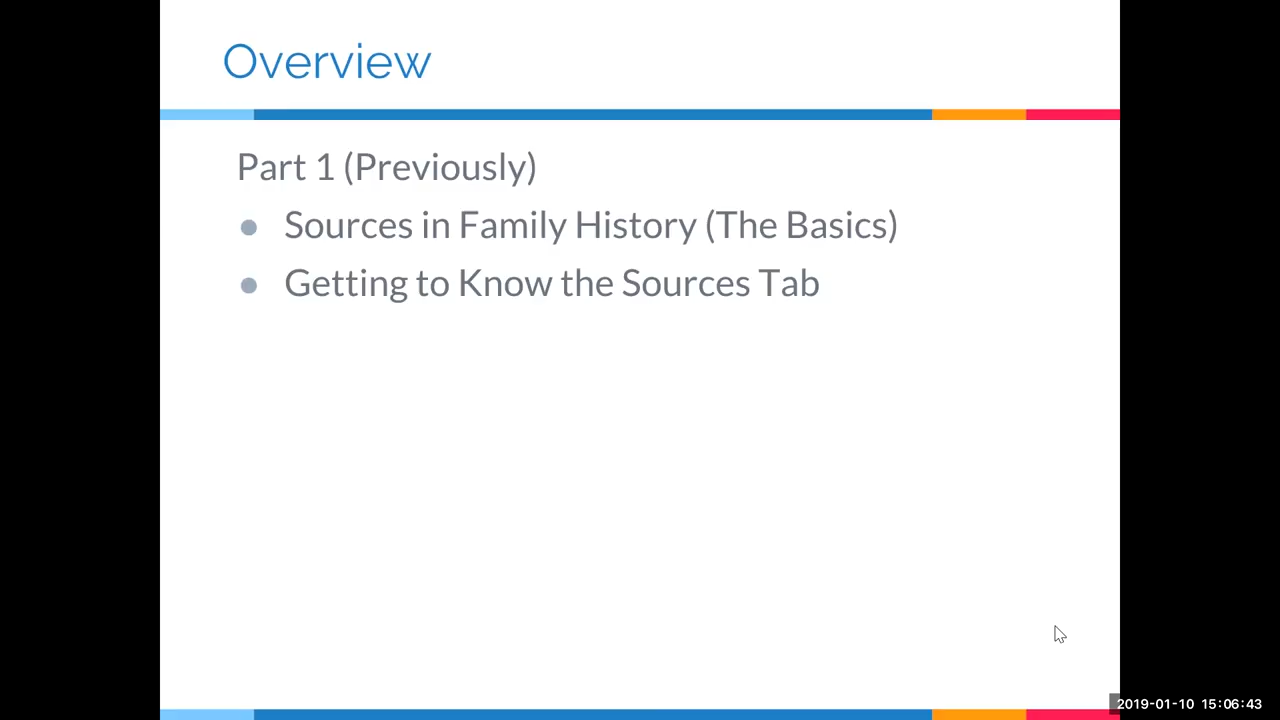 Overview
Part 1 (Previously)
● Sources in Family History (The Basics)
● Getting to Know the Sources Tab
2019-01-10 15:06:43